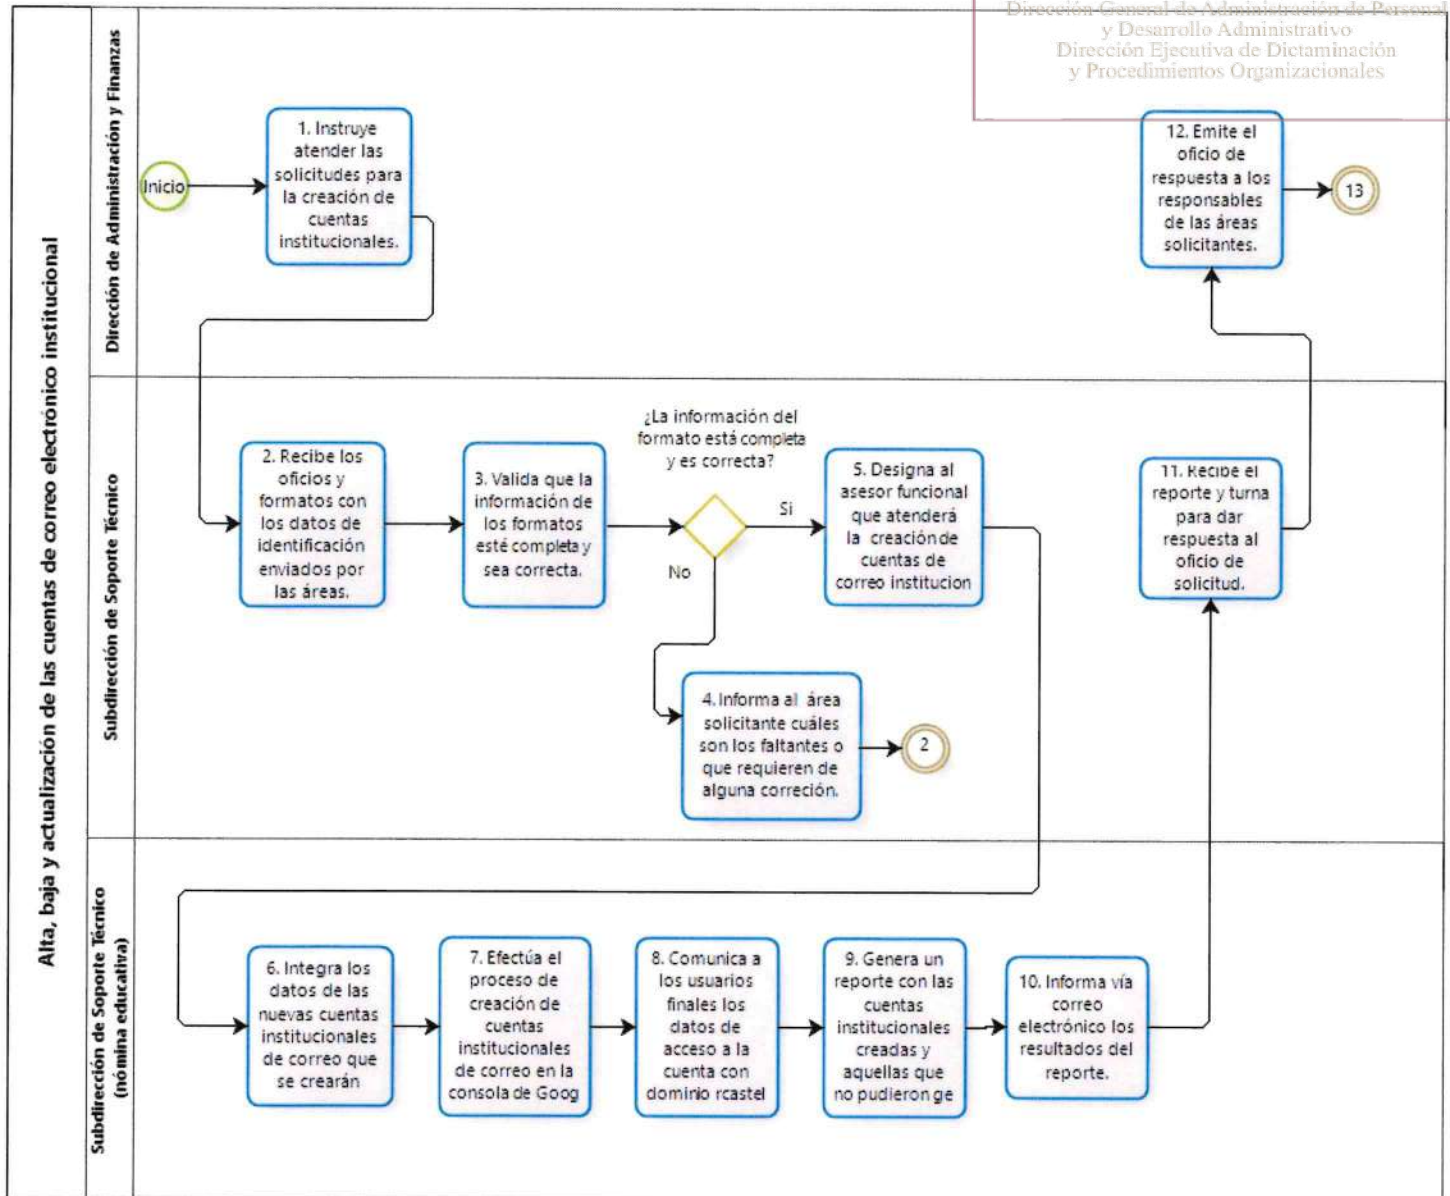 Dirección General de Administración de Personal
y Desarrollo Administrativo
Dirección Ejecutiva de Dictaminación
y Procedimientos Organizacionales
Alta, baja y actualización de las cuentas de correo electrónico institucional
Dirección de Administración y Finanzas
Inicio
1. Instruye
atender las
solicitudes para
la creación de
cuentas
institucionales.
12. Emite el
oficio de
respuesta a los
responsables
de las áreas
solicitantes.
13
Subdirección de Soporte Técnico
2. Recibe los
oficios y
formatos con
los datos de
identificación
enviados por
las áreas.
3. Valida que la
información de
los formatos
esté completa y
sea correcta.
¿La información del
formato está completa
y es correcta?
Si
No
5. Designa al
asesor funcional
que atenderá
la creación de
cuentas de
correo institucion
11. Recibe el
reporte y turna
para dar
respuesta al
oficio de
solicitud.
4. Informa al área
solicitante cuáles
son los faltantes o
que requieren de
alguna correción.
2
Subdirección de Soporte Técnico
(nómina educativa)
6. Integra los
datos de las
nuevas cuentas
institucionales
de correo que
se crearán
7. Efectúa el
proceso de
creación de
cuentas
institucionales
de correo en la
consola de Goog
8. Comunica a
los usuarios
finales los
datos de
acceso a la
cuenta con
dominio rcastel
9. Genera un
reporte con las
cuentas
institucionales
creadas y
aquellas que
no pudieron ge
10. Informa vía
correo
electrónico los
resultados del
reporte.